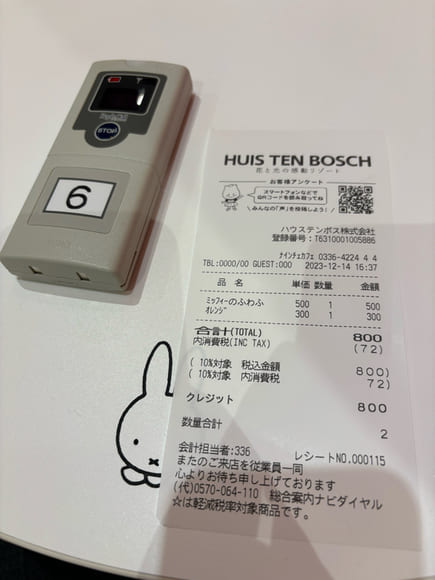 STOP
6
HUIS TEN BOSCH
花と光の感動リゾート
お客様アンケート
スマートフォンなどで
QRコードを読み取ってね
みんなの「声」を投稿しよう!
ハウステンボス株式会社
登録番号:T6310001005886
ナインチェカフェ 0336-4224 4 4
TBL:0000/00 GUEST:000 2023-12-14 16:37
品 名 単価 数量 金額
ミッフィーのふわふ 500 1 500
オレンジ 300 1 300
合計(TOTAL) 800
内消費税(INC TAX) (72)
( 10%対象 税込金額 800)
( 10%対象 内消費税 72)
クレジット 800
数量合計 2
会計担当者:336 レシートNO.000115
またのご来店を従業員一同
心よりお待ち申し上げております
(代)0570-064-110 総合案内ナビダイヤル
☆は軽減税率対象商品です。